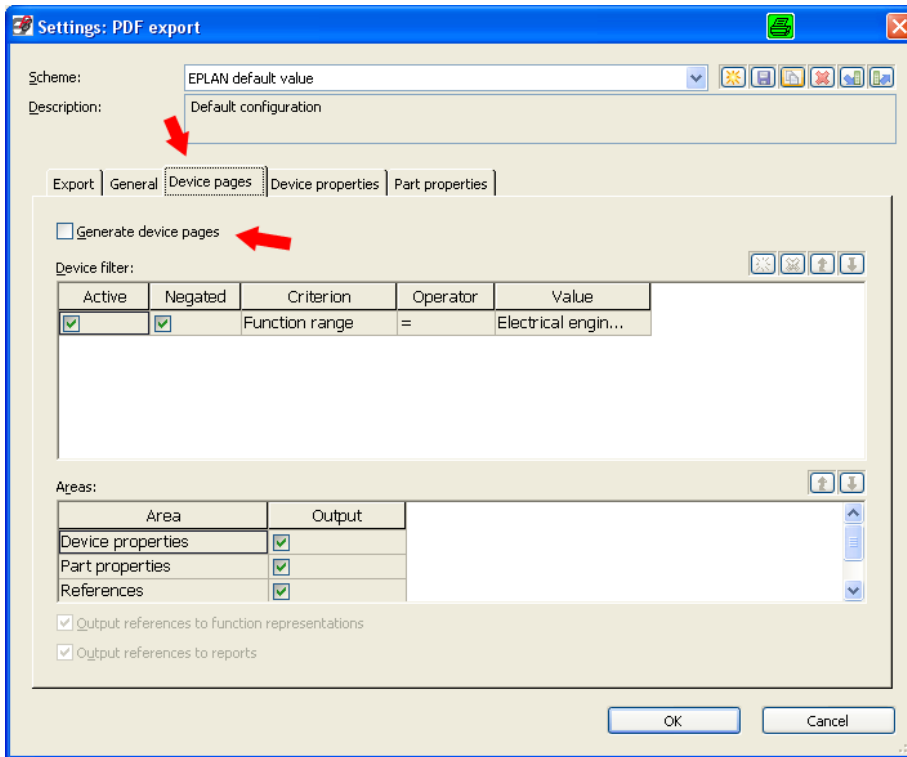 Settings: PDF export
Scheme: EPLAN default value
Description: Default configuration
Export General Device pages Device properties Part properties
Generate device pages
Device filter:
Active Negated Criterion Operator Value
Function range = Electrical engin...
Areas:
Area Output
Device properties
Part properties
References
Output references to function representations
Output references to reports
OK Cancel